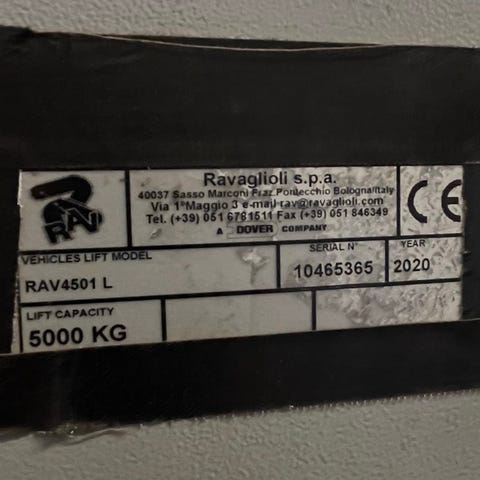 RAV
Ravaglioli s.p.a.
40037 Sasso Marconi Fraz.Pontecchio Bologna/Italy
Via 1°Maggio 3 e-mail rav@ravaglioli.com
Tel. (+39) 051 6781511 Fax (+39) 051 846349
A DOVER COMPANY
CE
VEHICLES LIFT MODEL
RAV4501 L
SERIAL N°
10465365
YEAR
2020
LIFT CAPACITY
5000 KG